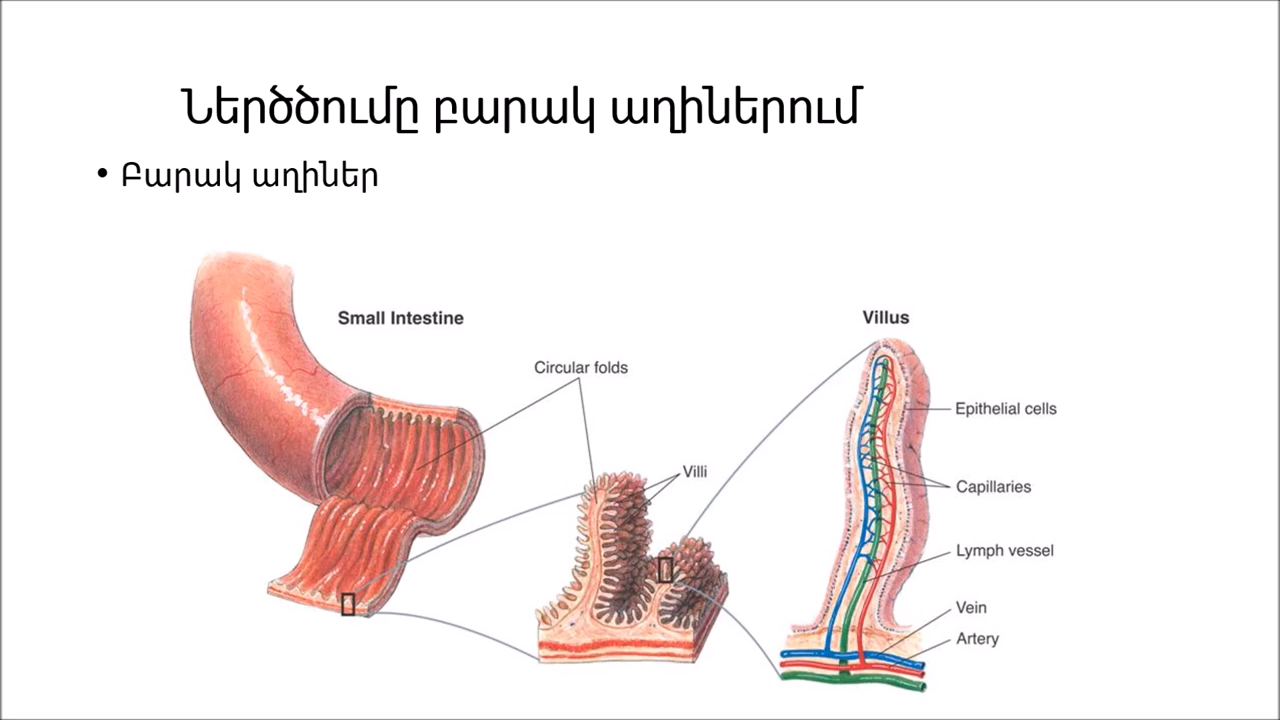 Ներծծումը բարակ աղիներում
• Բարակ աղիներ
Small Intestine
Villus
Circular folds
Epithelial cells
Villi
Capillaries
Lymph vessel
Vein
Artery